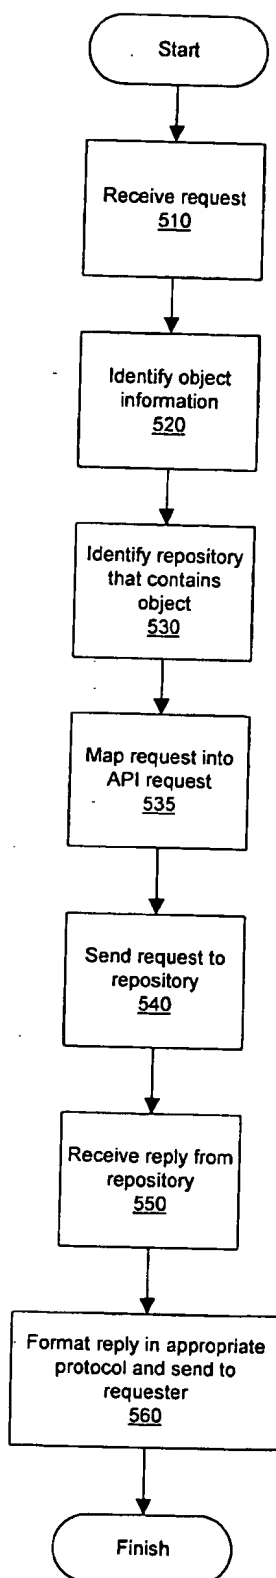 Start
Receive request
510
Identify object
information
520
Identify repository
that contains
object
530
Map request into
API request
535
Send request to
repository
540
Receive reply from
repository
550
Format reply in appropriate
protocol and send to
requester
560
Finish